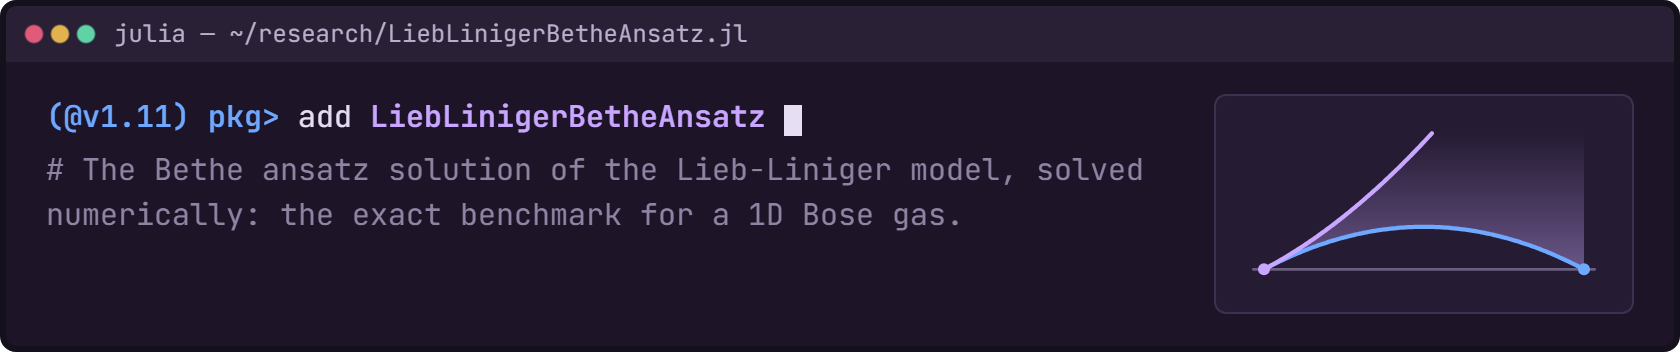 julia — ~/research/LiebLinigerBetheAnsatz.jl
(@v1.11) pkg> add LiebLinigerBetheAnsatz
# The Bethe ansatz solution of the Lieb-Liniger model, solved
numerically: the exact benchmark for a 1D Bose gas.